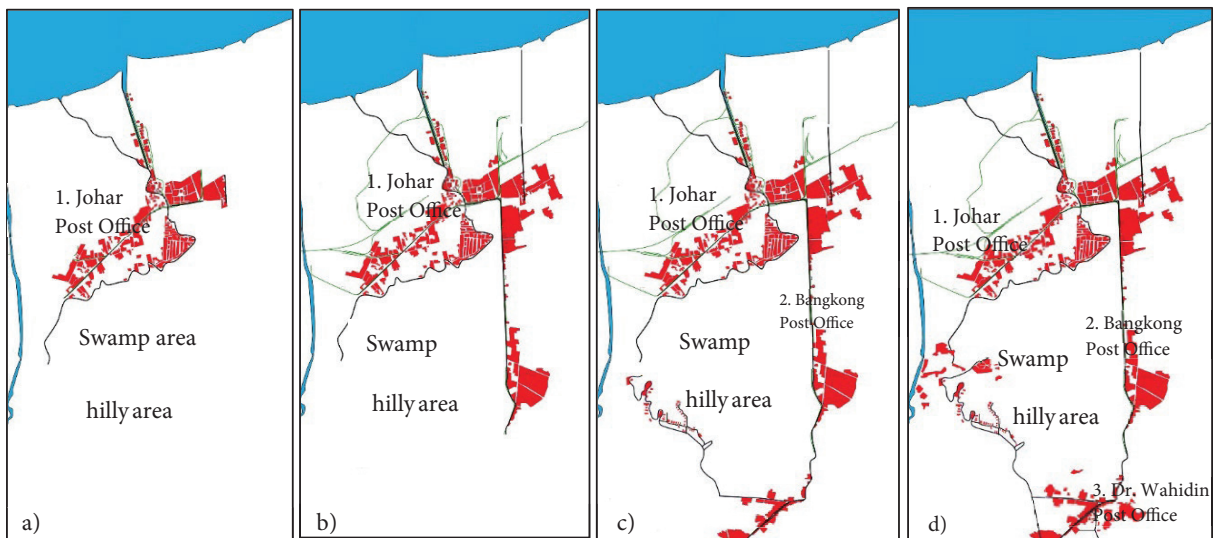 1. Johar
Post Office
Swamp area
hilly area
a)
1. Johar
Post Office
Swamp
hilly area
b)
1. Johar
Post Office
2. Bangkong
Post Office
Swamp
hilly area
c)
1. Johar
Post Office
2. Bangkong
Post Office
Swamp
hilly area
3. Dr. Wahidin
Post Office
d)